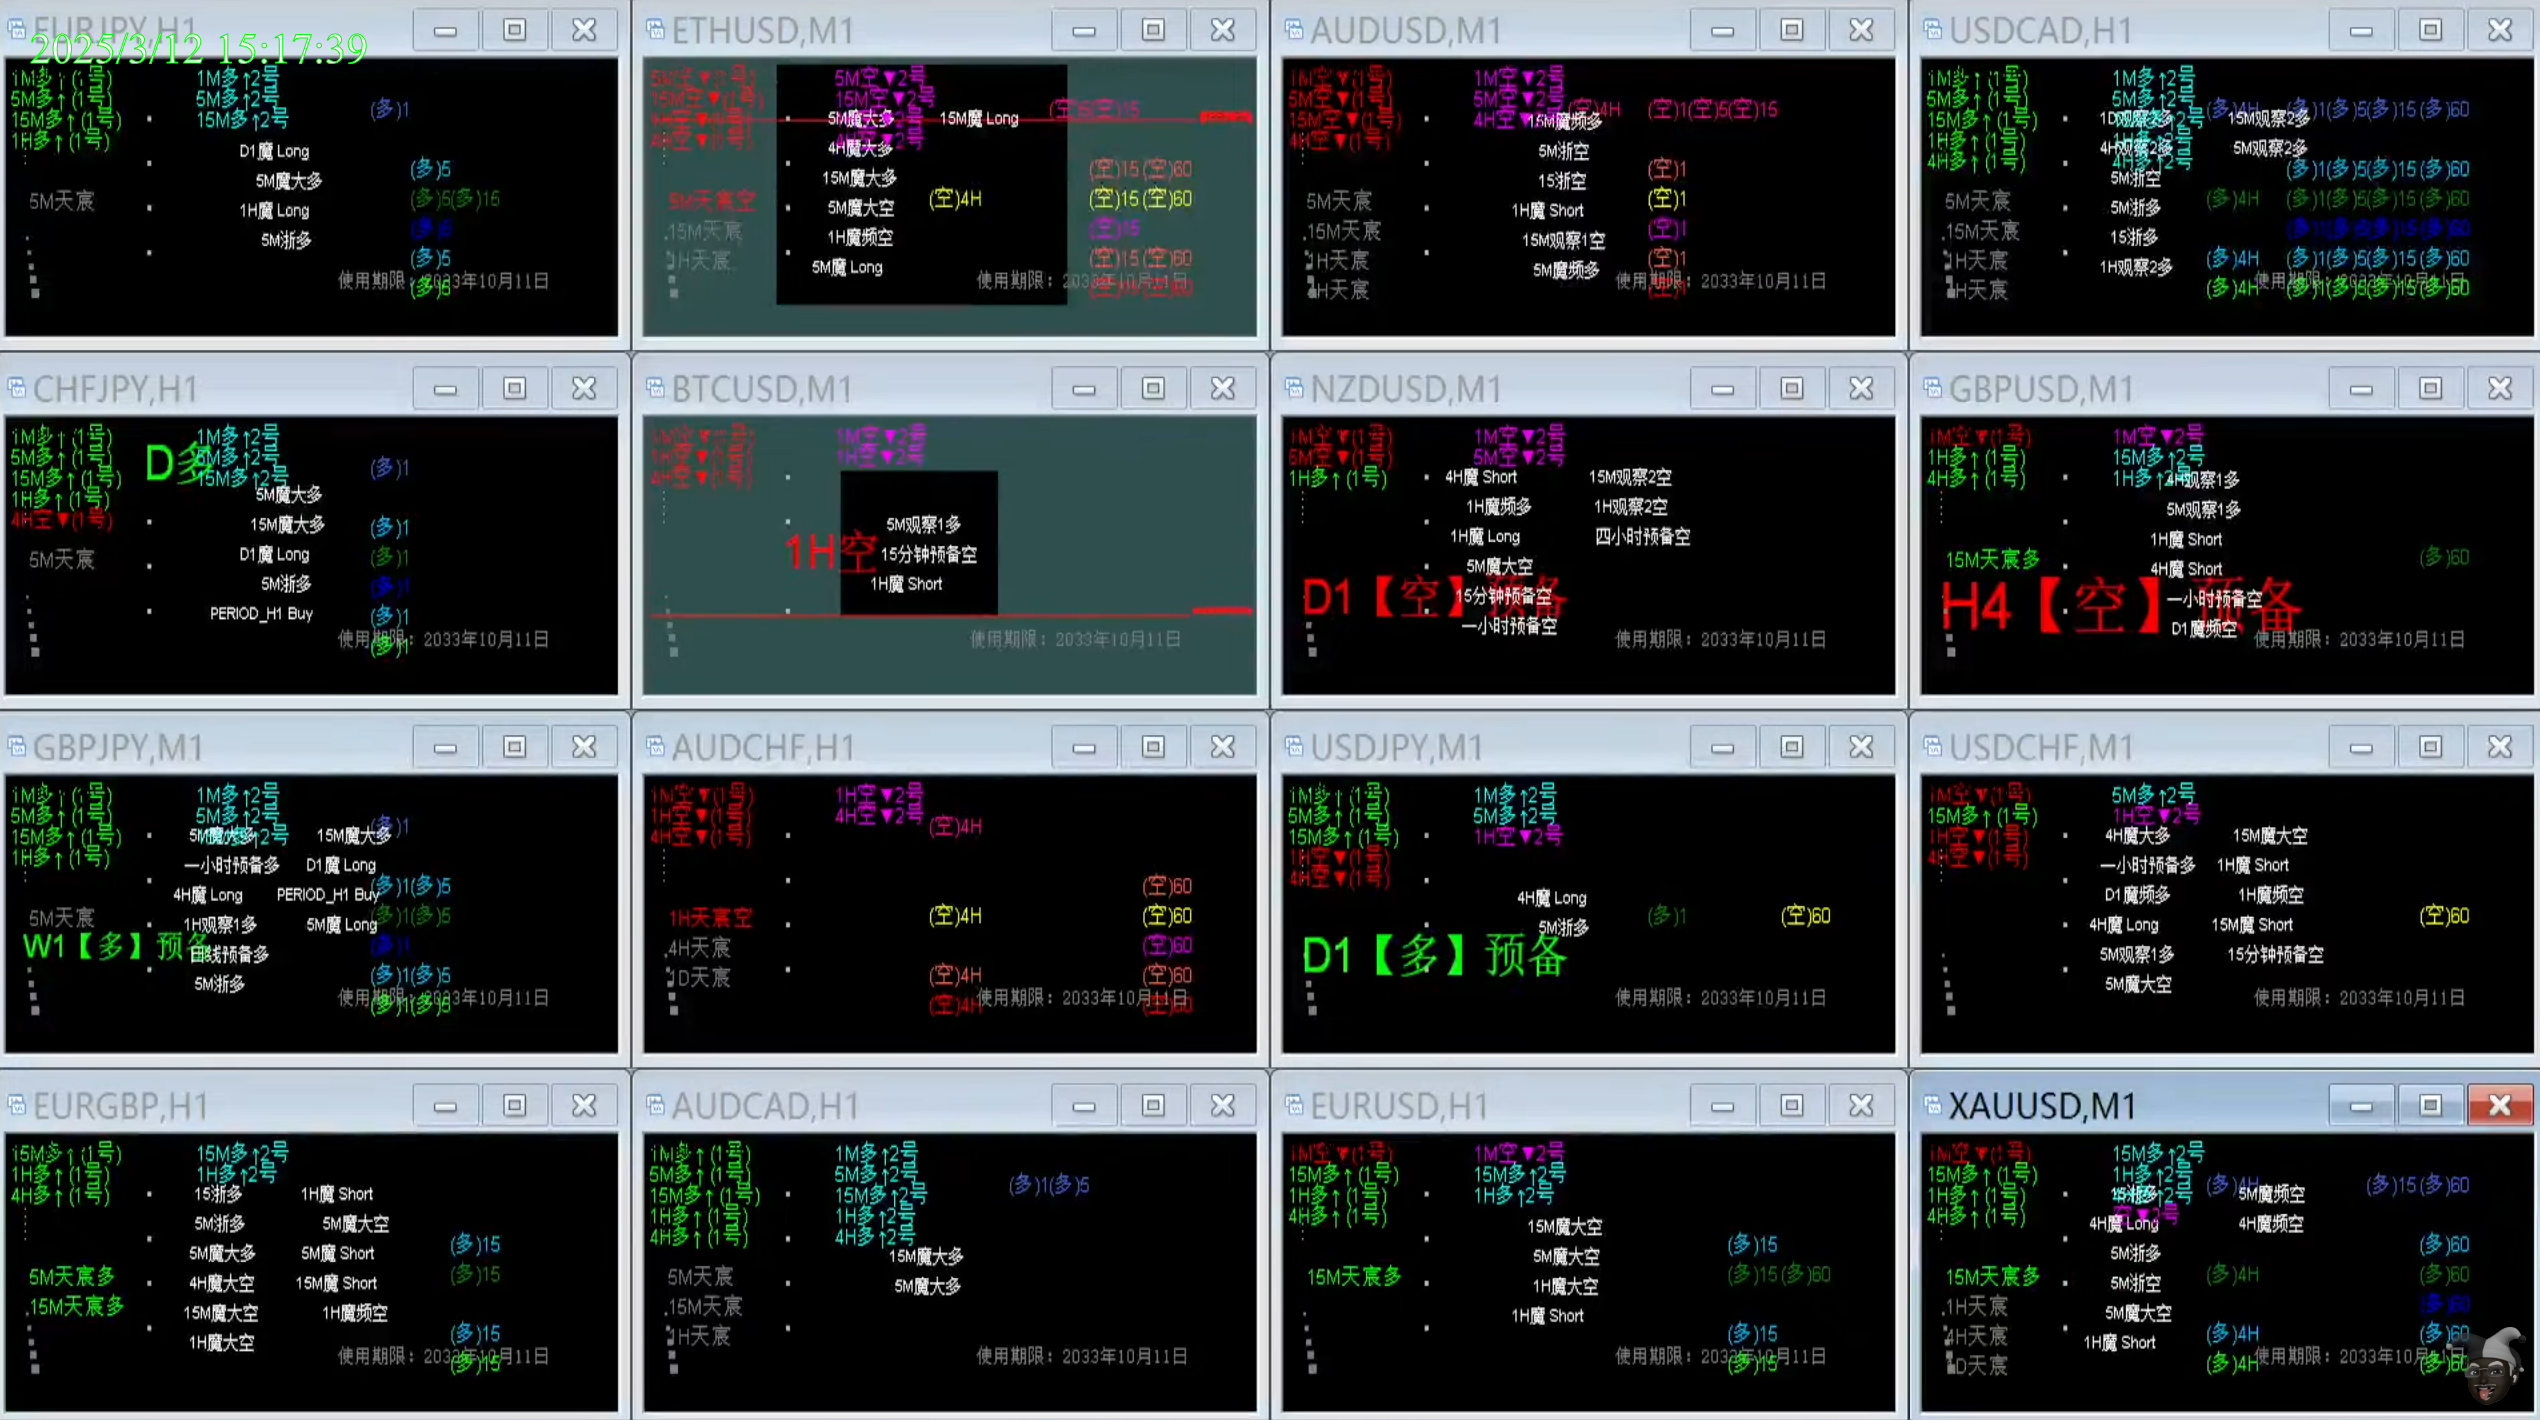 2025/3/12 15:17:39
EURJPY,H1
1M多↑(1号)
5M多↑(1号)
15M多↑(1号)
1H多↑(1号)
1M多↑2号
5M多↑2号
15M多↑2号
(多)1
D1魔 Long
5M魔大多
1H魔 Long
5M浙多
5M天宸
(多)5
(多)5(多)15
(多)5
使用期限：2033年10月11日
ETHUSD,M1
5M空▼(1号)
15M空▼(1号)
4H空▼(1号)
5M空▼2号
15M空▼2号
4H空▼2号
5M魔大多
15M魔 Long
4H魔大多
15M魔大多
5M魔大空
1H魔频空
5M魔 Long
(空)5(空)15
(空)15(空)60
(空)4H
(空)15(空)60
(空)15
(空)15(空)60
5M天宸空
15M天宸
1H天宸
使用期限：2033年10月11日
AUDUSD,M1
1M空▼(1号)
5M空▼(1号)
15M空▼(1号)
4H空▼(1号)
1M空▼2号
5M空▼2号
4H空▼2号
(空)4H
(空)1(空)5(空)15
15M魔频多
5M浙空
15浙空
1H魔 Short
15M观察1空
5M魔频多
(空)1
(空)1
(空)1
(空)1
5M天宸
15M天宸
1H天宸
4H天宸
使用期限：2033年10月11日
USDCAD,H1
1M多↑(1号)
5M多↑(1号)
15M多↑(1号)
1H多↑(1号)
4H多↑(1号)
1M多↑2号
5M多↑2号
4H多↑2号
(多)4H
(多)1(多)5(多)15(多)60
1D观察2多
15M观察2多
4H观察2多
5M观察2多
5M浙空
5M浙多
15浙多
1H观察2多
(多)1(多)5(多)15(多)60
(多)4H
(多)1(多)5(多)15(多)60
(多)1(多)5(多)15(多)60
(多)4H
(多)1(多)5(多)15(多)60
(多)4H
(多)1(多)5(多)15(多)60
5M天宸
15M天宸
1H天宸
CHFJPY,H1
1M多↑(1号)
5M多↑(1号)
15M多↑(1号)
1H多↑(1号)
4H空▼(1号)
D多
1M多↑2号
5M多↑2号
15M多↑2号
(多)1
5M魔大多
15M魔大多
D1魔 Long
5M浙多
PERIOD_H1 Buy
(多)1
(多)1
(多)1
(多)1
(多)1
5M天宸
使用期限：2033年10月11日
BTCUSD,M1
1M空▼(1号)
1H空▼(1号)
4H空▼(1号)
1M空▼2号
1H空▼2号
5M观察1多
1H空
15分钟预备空
1H魔 Short
使用期限：2033年10月11日
NZDUSD,M1
1M空▼(1号)
5M空▼(1号)
1H多↑(1号)
1M空▼2号
5M空▼2号
4H魔 Short
15M观察2空
1H魔频多
1H观察2空
1H魔 Long
四小时预备空
5M魔大空
D1【空】预备
15分钟预备空
一小时预备空
使用期限：2033年10月11日
GBPUSD,M1
1M空▼(1号)
1H多↑(1号)
4H多↑(1号)
1M空▼2号
15M多↑2号
1H多↑2号
4H观察1多
5M观察1多
1H魔 Short
4H魔 Short
15M天宸多
(多)60
H4【空】预备
一小时预备空
D1魔频空
使用期限：2033年10月11日
GBPJPY,M1
1M多↑(1号)
5M多↑(1号)
15M多↑(1号)
1H多↑(1号)
1M多↑2号
5M多↑2号
(多)1
5M魔大多
15M魔大多
一小时预备多
D1魔 Long
4H魔 Long
PERIOD_H1 Buy
1H观察1多
5M魔 Long
日线预备多
5M浙多
(多)1(多)5
(多)1(多)5
(多)1
(多)1(多)5
(多)1(多)5
5M天宸
W1【多】预备
使用期限：2033年10月11日
AUDCHF,H1
1M空▼(1号)
1H空▼(1号)
4H空▼(1号)
1H空▼2号
4H空▼2号
(空)4H
(空)60
(空)4H
(空)60
(空)60
(空)4H
(空)60
(空)4H
(空)60
1H天宸空
4H天宸
1D天宸
使用期限：2033年10月11日
USDJPY,M1
1M多↑(1号)
5M多↑(1号)
15M多↑(1号)
1H空▼(1号)
4H空▼(1号)
1M多↑2号
5M多↑2号
1H空▼2号
4H魔 Long
5M浙多
(多)1
(空)60
D1【多】预备
使用期限：2033年10月11日
USDCHF,M1
1M空▼(1号)
15M多↑(1号)
1H空▼(1号)
4H空▼(1号)
5M多↑2号
1H空▼2号
4H魔大多
15M魔大空
一小时预备多
1H魔 Short
D1魔频多
1H魔频空
4H魔 Long
15M魔 Short
5M观察1多
15分钟预备空
5M魔大空
(空)60
使用期限：2033年10月11日
EURGBP,H1
15M多↑(1号)
1H多↑(1号)
4H多↑(1号)
15M多↑2号
1H多↑2号
15浙多
1H魔 Short
5M浙多
5M魔大空
5M魔大多
5M魔 Short
4H魔大空
15M魔 Short
15M魔大空
1H魔频空
1H魔大空
(多)15
(多)15
(多)15
(多)15
5M天宸多
15M天宸多
使用期限：2033年10月11日
AUDCAD,H1
1M多↑(1号)
5M多↑(1号)
15M多↑(1号)
1H多↑(1号)
4H多↑(1号)
1M多↑2号
5M多↑2号
15M多↑2号
1H多↑2号
4H多↑2号
(多)1(多)5
15M魔大多
5M魔大多
5M天宸
15M天宸
1H天宸
使用期限：2033年10月11日
EURUSD,H1
1M空▼(1号)
15M多↑(1号)
1H多↑(1号)
4H多↑(1号)
1M空▼2号
15M多↑2号
1H多↑2号
15M魔大空
5M魔大空
1H魔大空
1H魔 Short
(多)15
(多)15(多)60
(多)15
(多)15
15M天宸多
使用期限：2033年10月11日
XAUUSD,M1
1M空▼(1号)
15M多↑(1号)
1H多↑(1号)
4H多↑(1号)
15M多↑2号
1H多↑2号
(多)4H
(多)15(多)60
15浙多
5M魔频空
4H魔 Long
4H魔频空
5M浙多
5M浙空
5M魔大空
1H魔 Short
(多)60
(多)4H
(多)60
(多)60
(多)4H
(多)60
(多)4H
(多)60
15M天宸多
1H天宸
4H天宸
1D天宸
使用期限：2033年10月11日